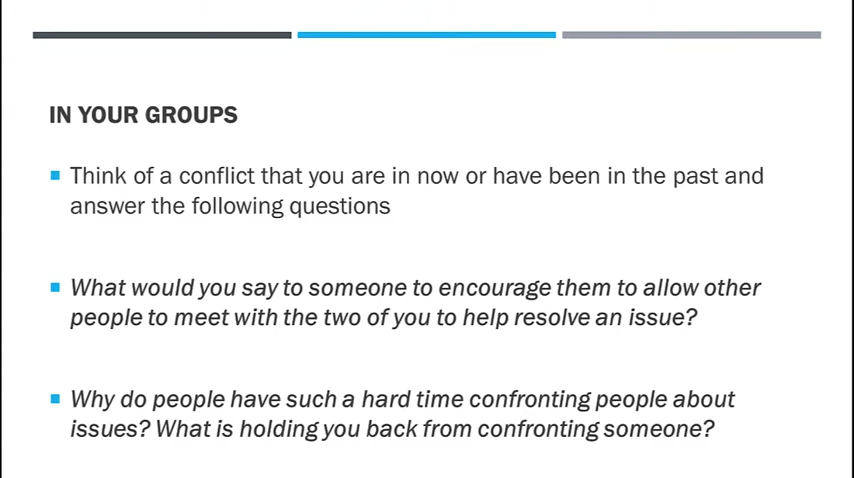 IN YOUR GROUPS
Think of a conflict that you are in now or have been in the past and
answer the following questions
What would you say to someone to encourage them to allow other
people to meet with the two of you to help resolve an issue?
Why do people have such a hard time confronting people about
issues? What is holding you back from confronting someone?